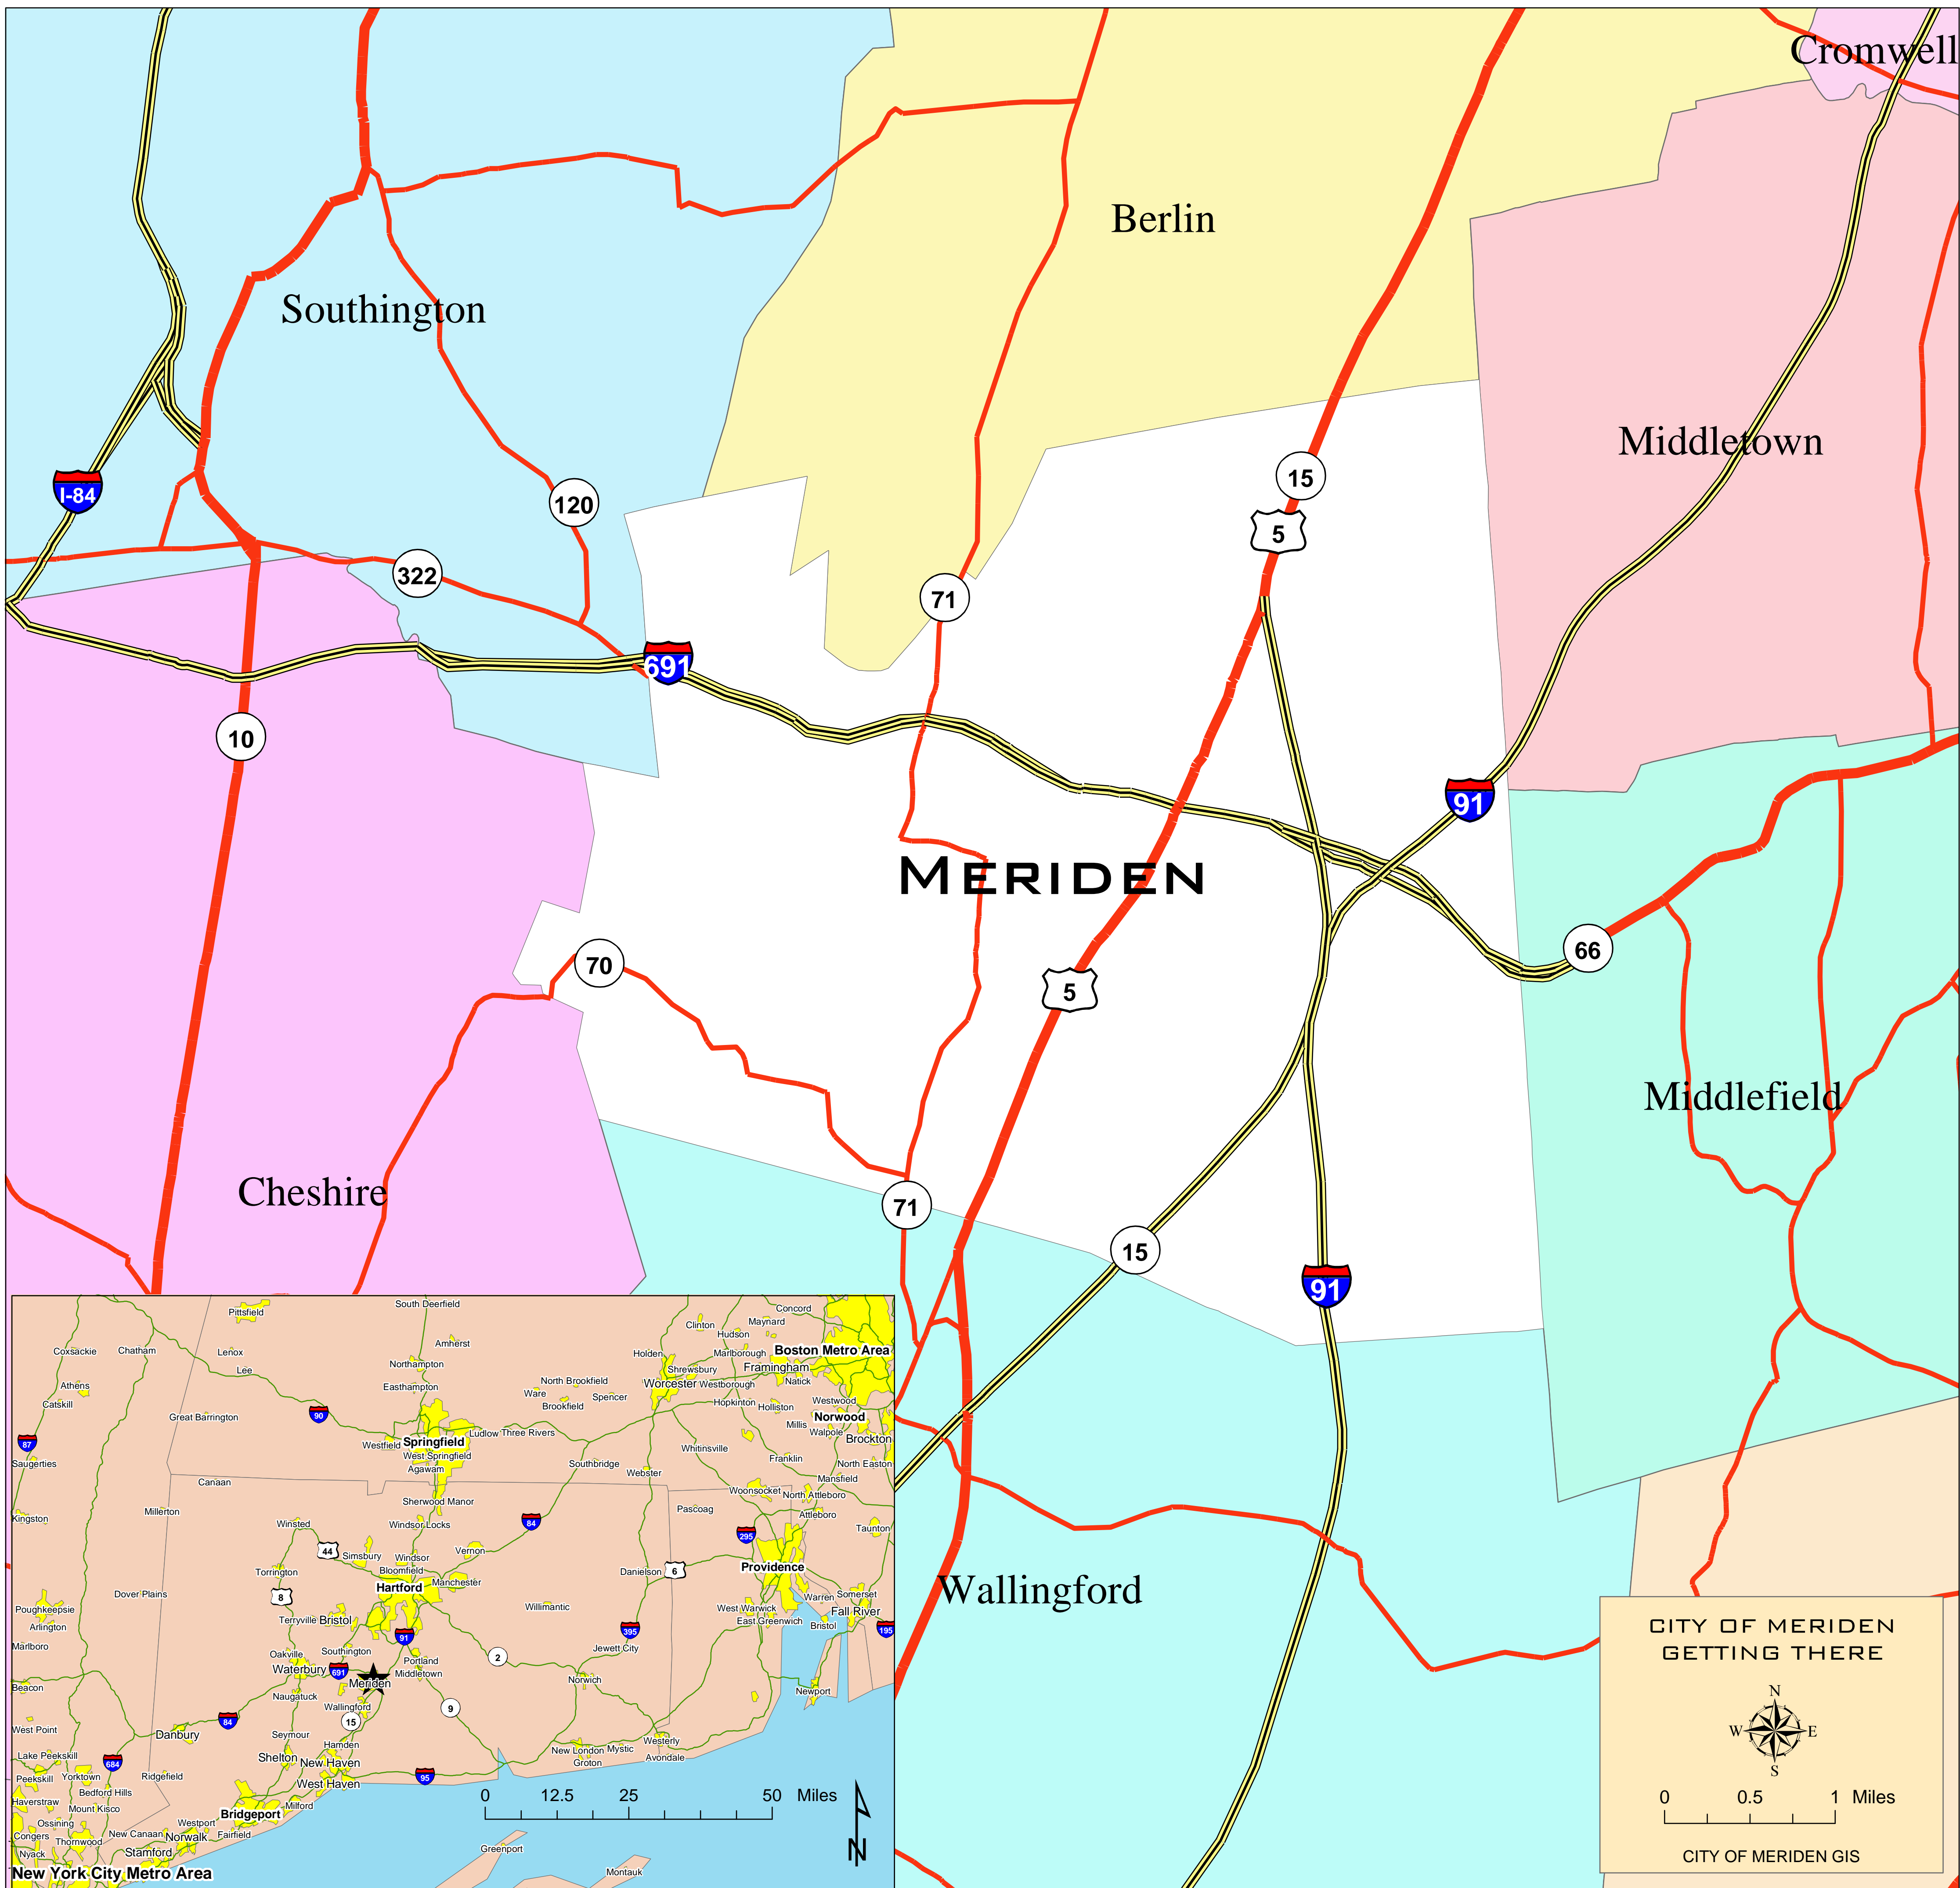 Cromwell
Berlin
Southington
Middletown
15
I-84
120
5
322
71
691
10
91
MERIDEN
70
66
5
Middlefield
Cheshire
71
15
91
Wallingford
South Deerfield
Pittsfield
Concord
Clinton
Maynard
Hudson
Amherst
Coxsackie
Chatham
Lenox
Holden
Marlborough
Boston Metro Area
Lee
Northampton
Shrewsbury
Framingham
Athens
Easthampton
North Brookfield
Worcester
Westborough
Natick
Catskill
Ware
Spencer
Brookfield
Hopkinton
Holliston
Westwood
90
Great Barrington
Norwood
Millis
Walpole
87
Westfield
Springfield
Ludlow
Three Rivers
Brockton
Whitinsville
West Springfield
Saugerties
Agawam
Southbridge
Webster
Franklin
North Easton
Canaan
Mansfield
Woonsocket
North Attleboro
Sherwood Manor
Kingston
Millerton
Pascoag
Attleboro
Winsted
Windsor Locks
84
295
Taunton
44
Simsbury
Windsor
Vernon
Torrington
Bloomfield
Danielson
6
Providence
Hartford
Manchester
8
Dover Plains
Warren
Somerset
Poughkeepsie
Arlington
Terryville
Bristol
Willimantic
West Warwick
East Greenwich
Fall River
Bristol
395
195
91
Marlboro
Oakville
Southington
Portland
2
Jewett City
Waterbury
691
Middletown
Meriden
Norwich
Newport
Beacon
Naugatuck
Wallingford
9
15
West Point
Danbury
84
Seymour
Hamden
Westerly
Lake Peekskill
684
Shelton
New Haven
New London
Mystic
Avondale
Groton
Peekskill
Yorktown
Ridgefield
West Haven
95
Bedford Hills
Haverstraw
Mount Kisco
Bridgeport
Milford
Ossining
Westport
Congers
Thornwood
New Canaan
Norwalk
Fairfield
Nyack
Stamford
Greenport
New York City Metro Area
Montauk
0 12.5 25 50 Miles
N
CITY OF MERIDEN
GETTING THERE
N
W E
S
0 0.5 1 Miles
CITY OF MERIDEN GIS